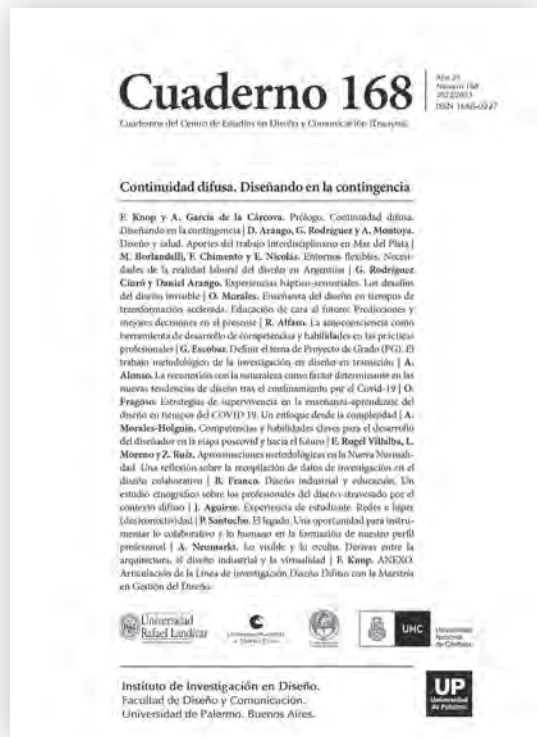 Cuaderno 168
Año 25
Número 168
2022/2023
ISSN 1668-0227
Cuadernos del Centro de Estudios en Diseño y Comunicación (Ensayos)
Continuidad difusa. Diseñando en la contingencia
F. Knop y A. García de la Cárcova. Prólogo. Continuidad difusa.
Diseñando en la contingencia | D. Arango, G. Rodríguez y A. Montoya.
Diseño y salud. Aportes del trabajo interdisciplinario en Mar del Plata |
M. Borlandelli, F. Chimento y E. Nicolás. Entornos flexibles. Necesi-
dades de la realidad laboral del diseño en Argentina | G. Rodríguez
Ciuró y Daniel Arango. Experiencias háptico-sensoriales. Los desafíos
del diseño invisible | O. Morales. Enseñanza del diseño en tiempos de
transformación acelerada. Educación de cara al futuro: Predicciones y
mejores decisiones en el presente | R. Alfaro. La autoconciencia como
herramienta de desarrollo de competencias y habilidades en las prácticas
profesionales | G. Escobar. Definir el tema de Proyecto de Grado (PG). El
trabajo metodológico de la investigación en diseño en transición | A.
Alonso. La reconexión con la naturaleza como factor determinante en las
nuevas tendencias de diseño tras el confinamiento por el Covid-19 | O.
Fragoso. Estrategias de supervivencia en la enseñanza-aprendizaje del
diseño en tiempos del COVID 19. Un enfoque desde la complejidad | A.
Morales-Holguín. Competencias y habilidades claves para el desarrollo
del diseñador en la etapa poscovid y hacia el futuro | E. Rogel Villalba, L.
Moreno y Z. Ruiz. Aproximaciones metodológicas en la Nueva Normali-
dad. Una reflexión sobre la recopilación de datos de investigación en el
diseño colaborativo | B. Franco. Diseño industrial y educación. Un
estudio etnográfico sobre los profesionales del diseño atravesado por el
contexto difuso | J. Aguirre. Experiencia de estudiante. Redes e hiper
(des)conectividad | P. Santucho. El legado. Una oportunidad para instru-
mentar lo colaborativo y lo humano en la formación de nuestro perfil
profesional | A. Neumarkt. Lo visible y lo oculto. Derivas entre la
arquitectura, el diseño industrial y la virtualidad | F. Knop. ANEXO.
Articulación de la Línea de Investigación Diseño Difuso con la Maestría
en Gestión del Diseño.
Universidad
Rafael Landívar
UNC
Universidad
Nacional
de Córdoba
Instituto de Investigación en Diseño.
Facultad de Diseño y Comunicación.
Universidad de Palermo. Buenos Aires.
UP
Universidad
de Palermo